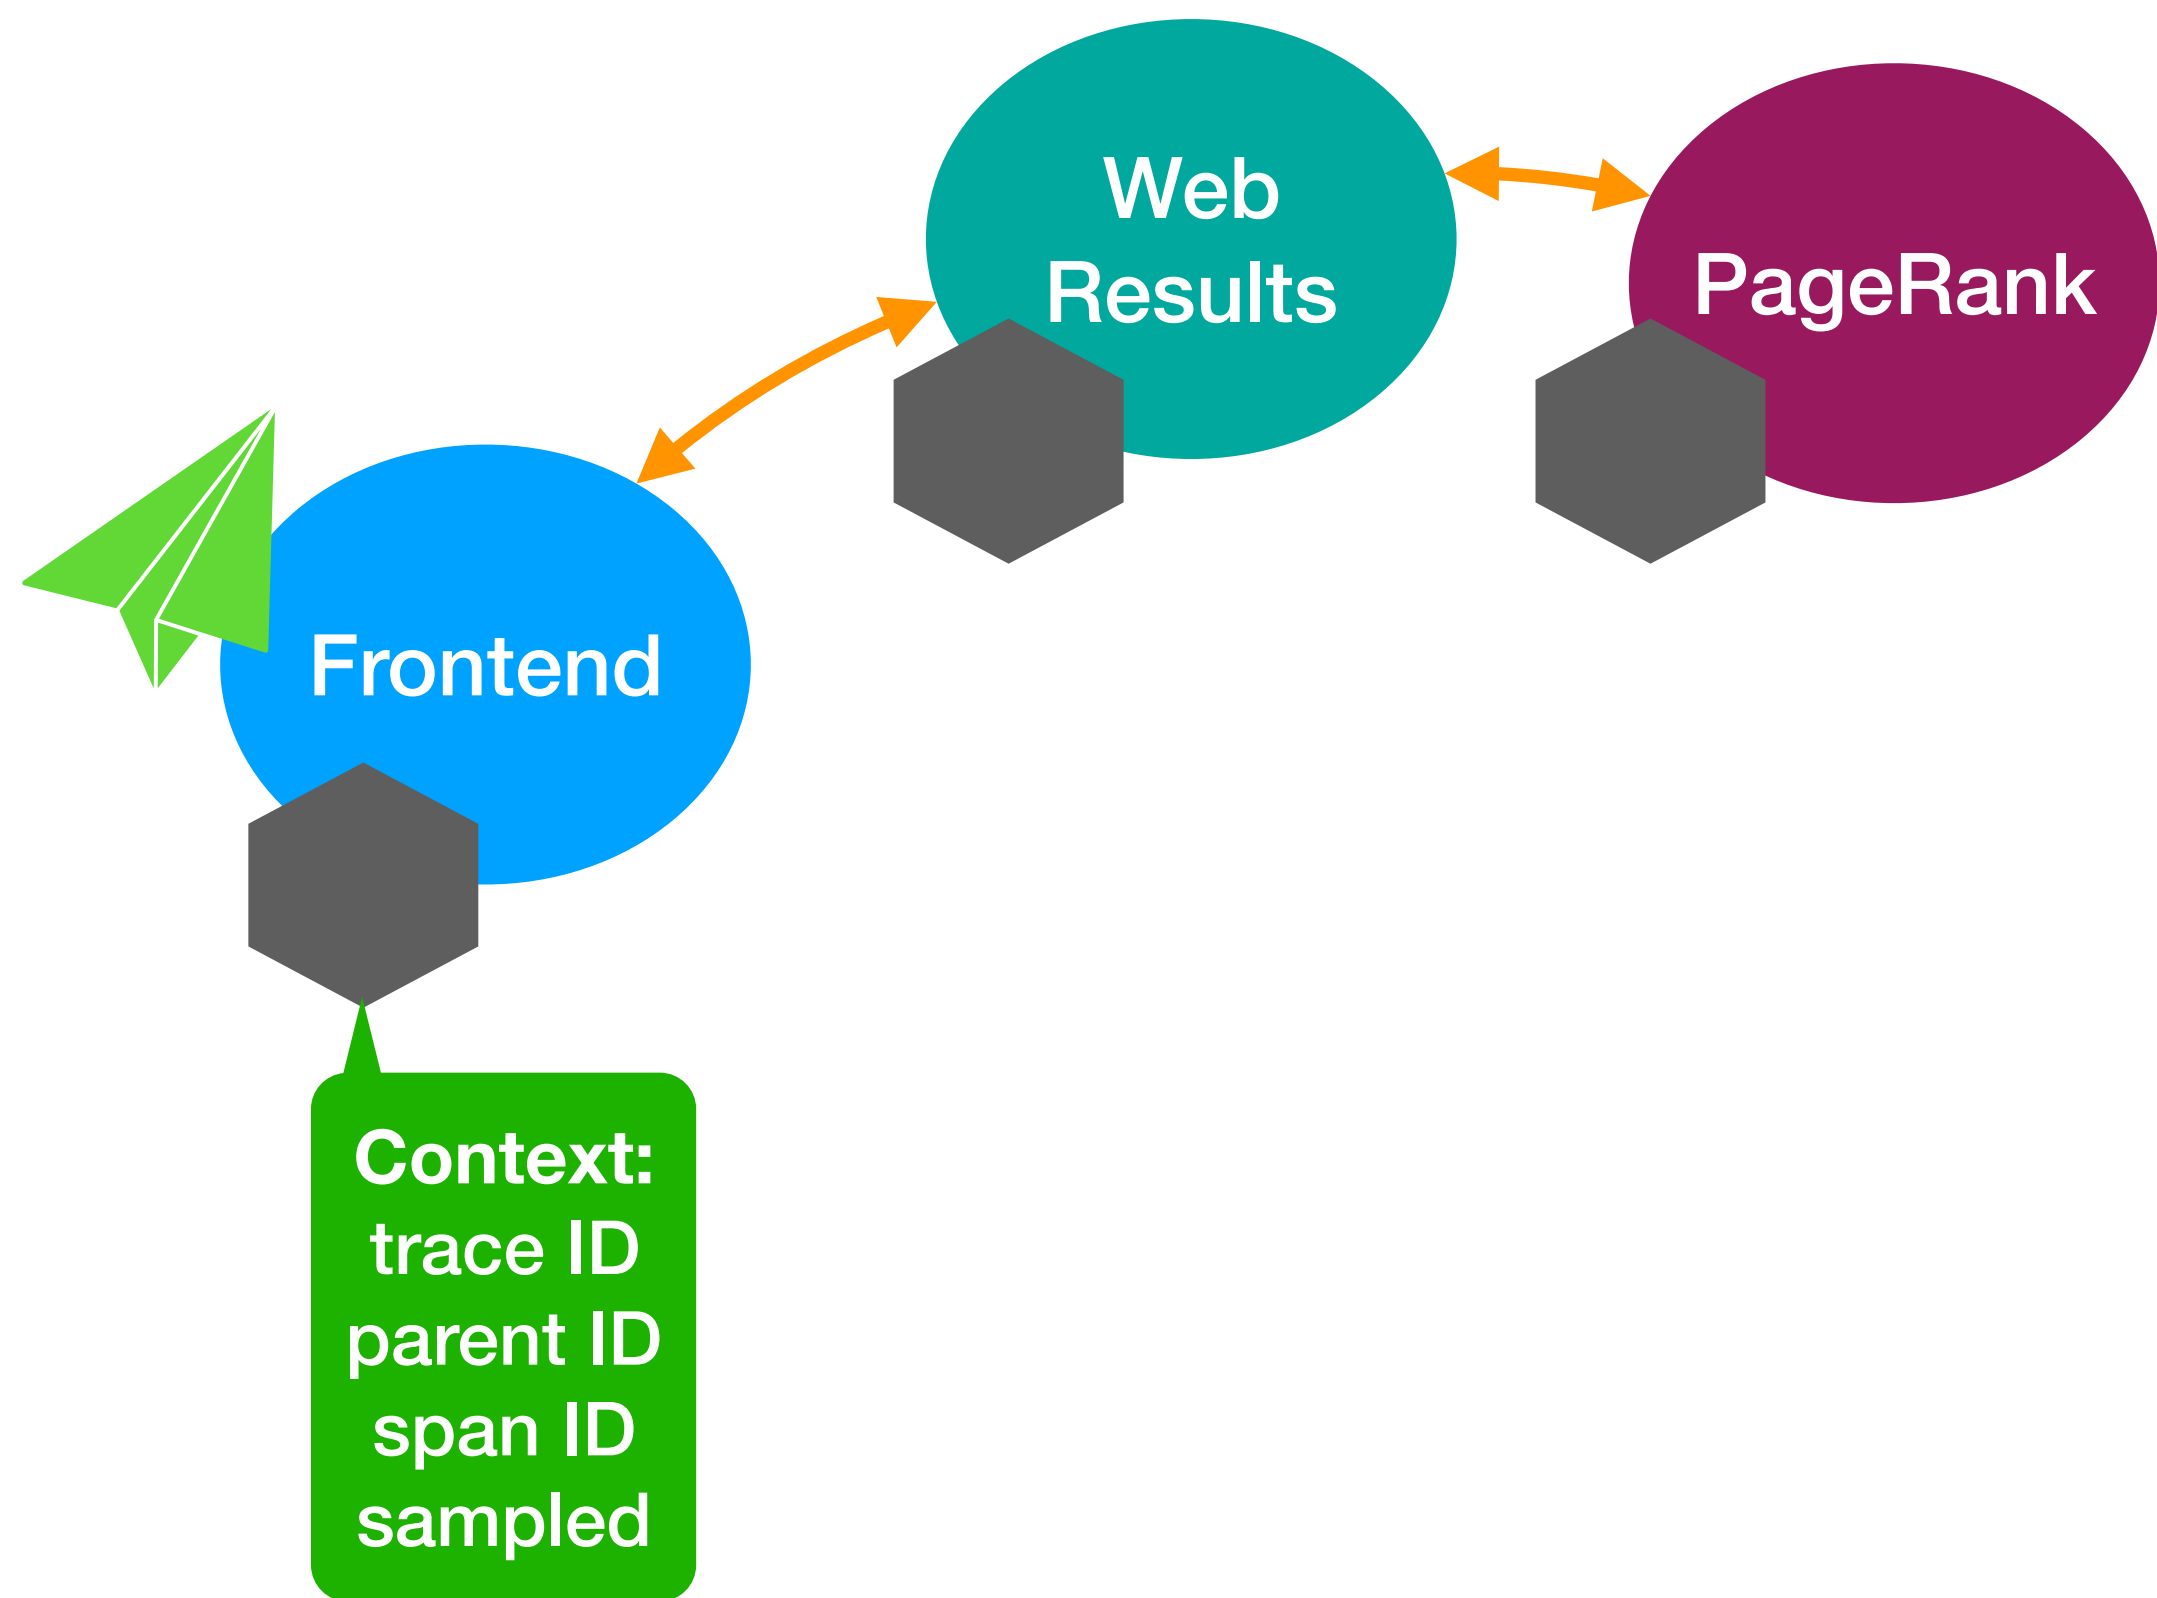 Web
Results
PageRank
Frontend
Context:
trace ID
parent ID
span ID
sampled